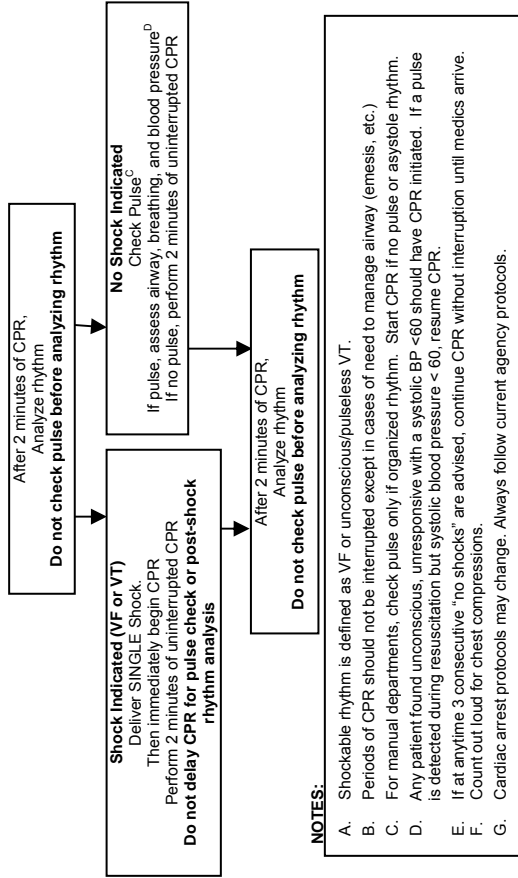 After 2 minutes of CPR,
Analyze rhythm
Do not check pulse before analyzing rhythm
Shock Indicated (VF or VT)
Deliver SINGLE Shock.
Then immediately begin CPR
Perform 2 minutes of uninterrupted CPR
Do not delay CPR for pulse check or post-shock
rhythm analysis
No Shock Indicated
Check Pulse^C
If pulse, assess airway, breathing, and blood pressure^D
If no pulse, perform 2 minutes of uninterrupted CPR
After 2 minutes of CPR,
Analyze rhythm
Do not check pulse before analyzing rhythm
NOTES:
A. Shockable rhythm is defined as VF or unconscious/pulseless VT.
B. Periods of CPR should not be interrupted except in cases of need to manage airway (emesis, etc.)
C. For manual departments, check pulse only if organized rhythm. Start CPR if no pulse or asystole rhythm.
D. Any patient found unconscious, unresponsive with a systolic BP <60 should have CPR initiated. If a pulse
is detected during resuscitation but systolic blood pressure < 60, resume CPR.
E. If at anytime 3 consecutive “no shocks” are advised, continue CPR without interruption until medics arrive.
F. Count out loud for chest compressions.
G. Cardiac arrest protocols may change. Always follow current agency protocols.